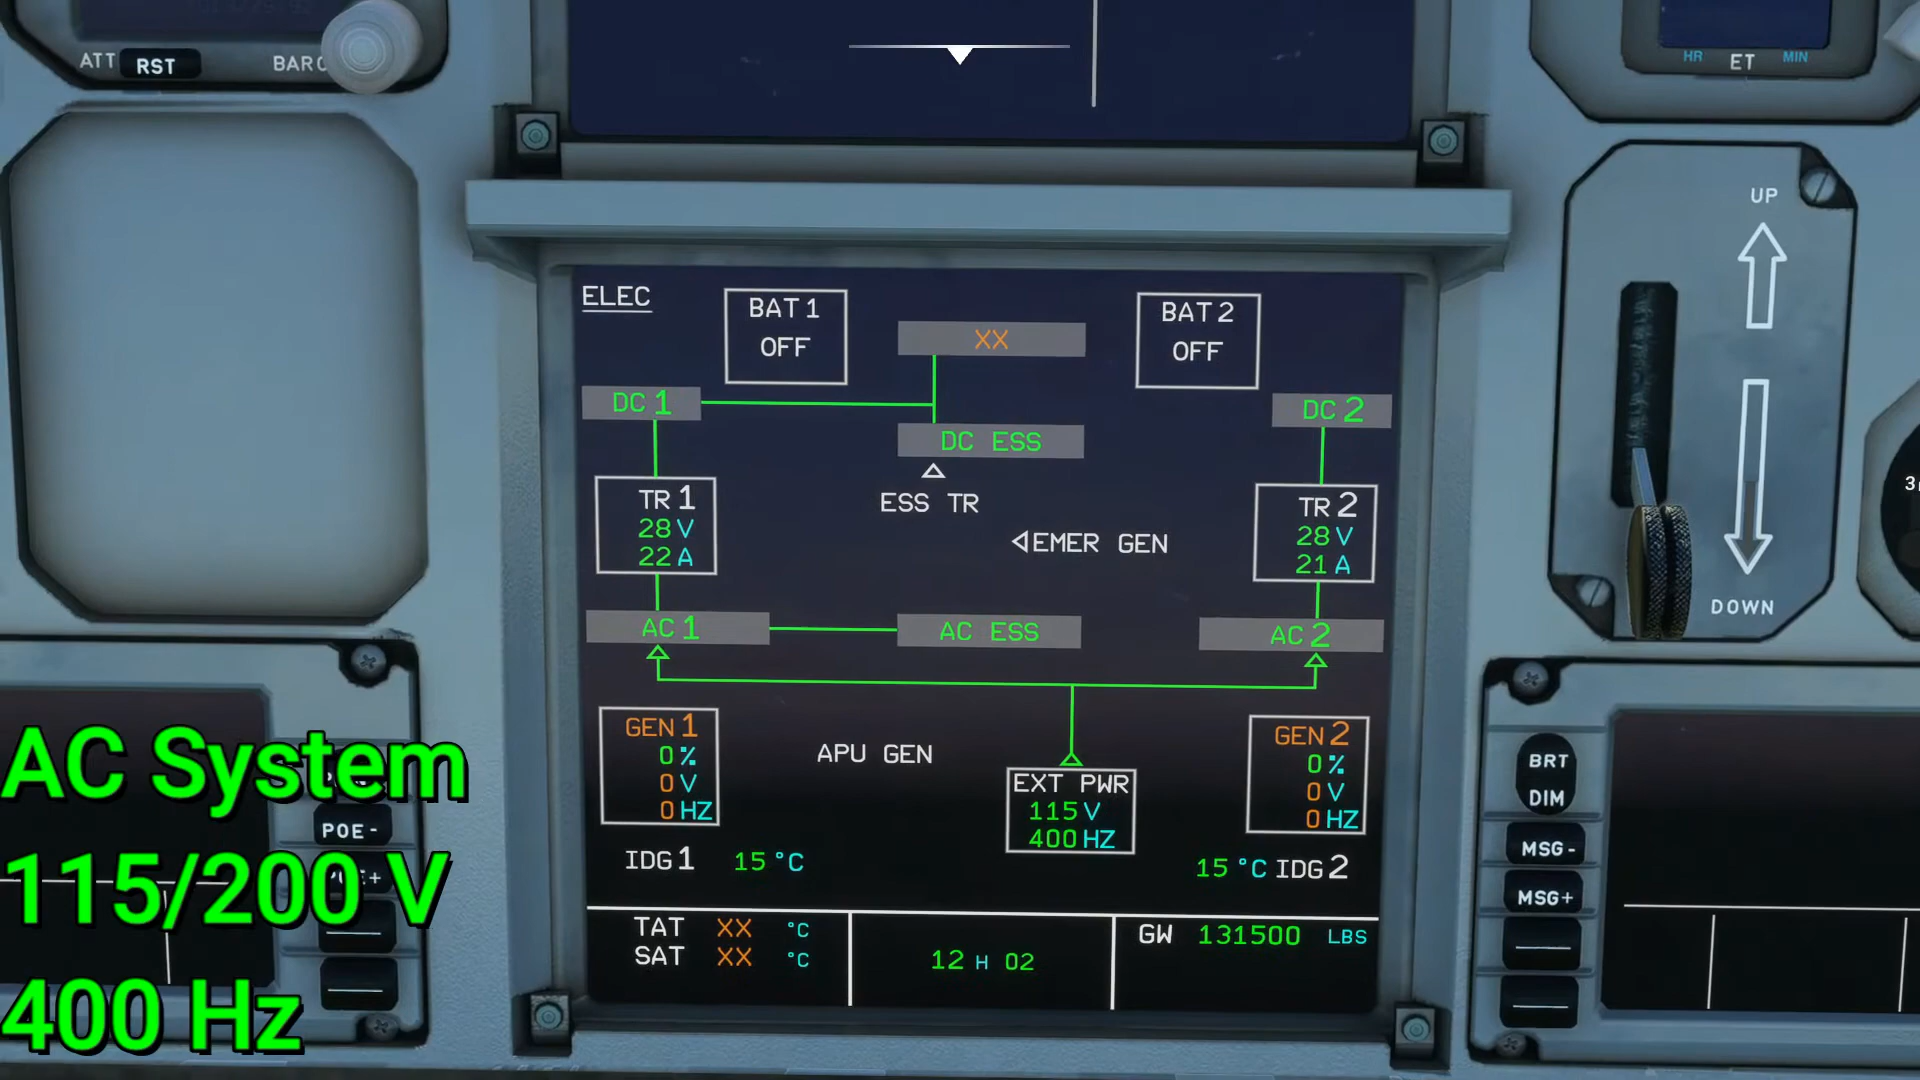 ATT RST BARO
HR ET MIN
UP
ELEC
BAT 1
OFF
XX
BAT 2
OFF
DC 1
DC 2
DC ESS
TR 1
28 V
22 A
ESS TR
EMER GEN
TR 2
28 V
21 A
DOWN
AC 1
AC ESS
AC 2
GEN 1
0 %
0 V
0 HZ
APU GEN
EXT PWR
115 V
400 HZ
GEN 2
0 %
0 V
0 HZ
IDG 1 15 °C
15 °C IDG 2
TAT XX °C
SAT XX °C
12 H 02
GW 131500 LBS
AC System
115/200 V
400 Hz
POE -
BRT
DIM
MSG -
MSG+